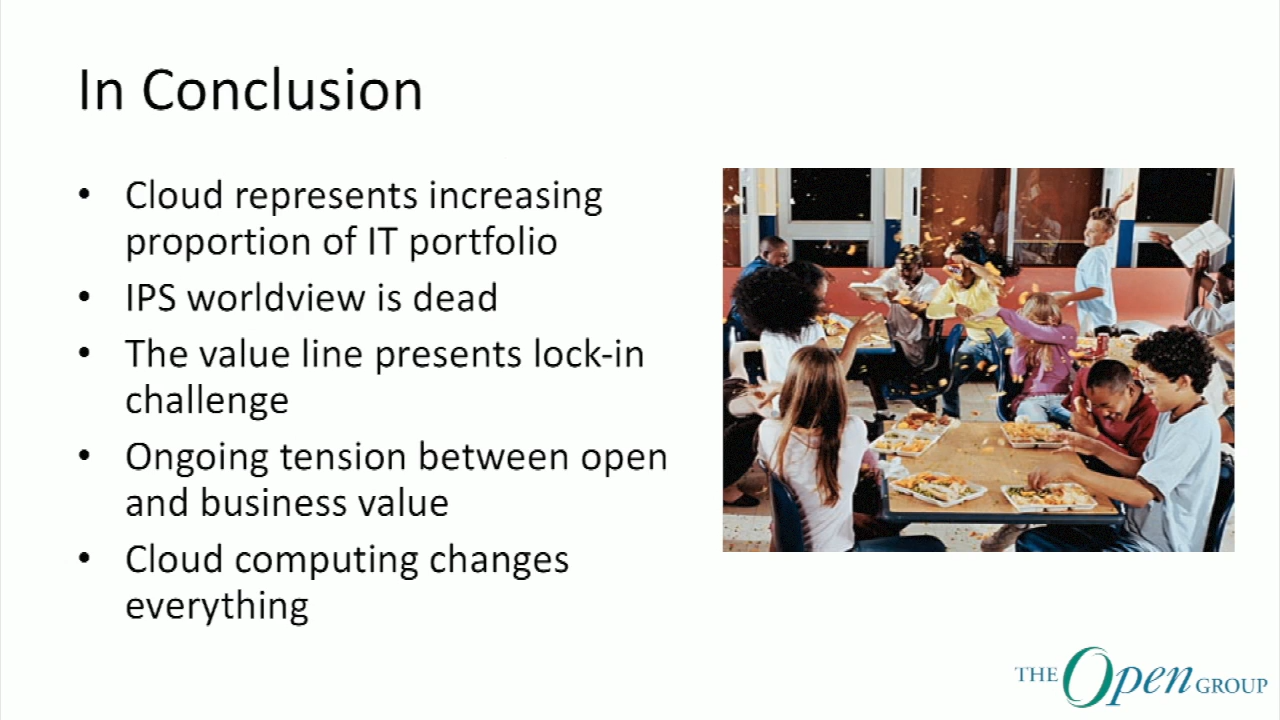 In Conclusion
• Cloud represents increasing
proportion of IT portfolio
• IPS worldview is dead
• The value line presents lock-in
challenge
• Ongoing tension between open
and business value
• Cloud computing changes
everything
THE Open GROUP